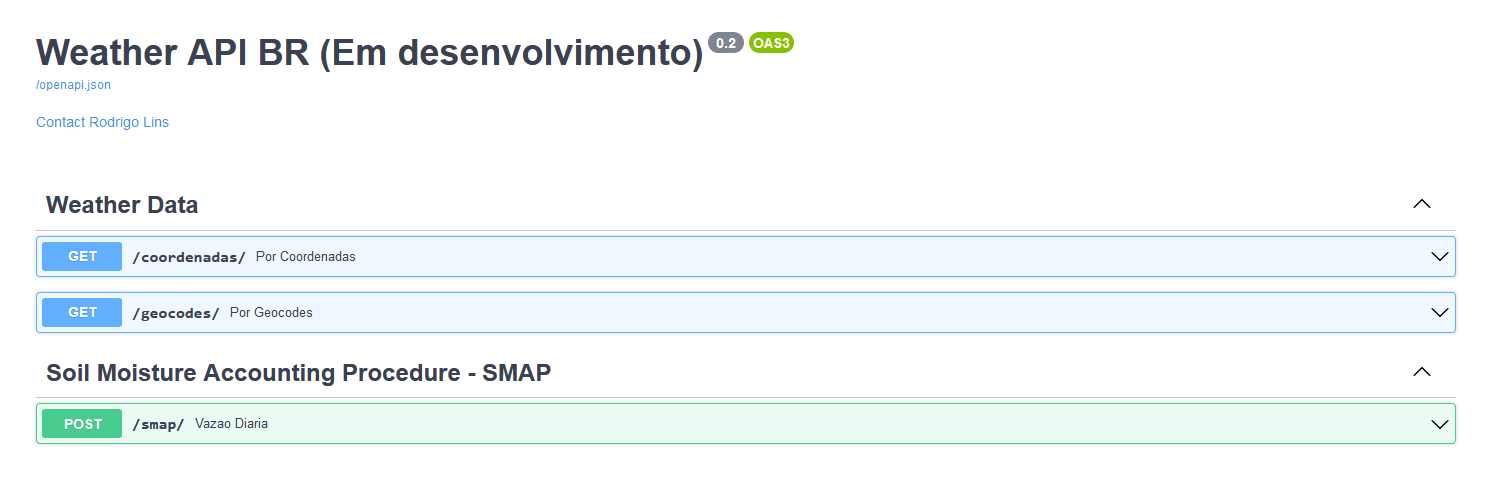 Weather API BR (Em desenvolvimento) 0.2 OAS3
/openapi.json
Contact Rodrigo Lins
Weather Data
GET /coordenadas/ Por Coordenadas
GET /geocodes/ Por Geocodes
Soil Moisture Accounting Procedure - SMAP
POST /smap/ Vazao Diaria